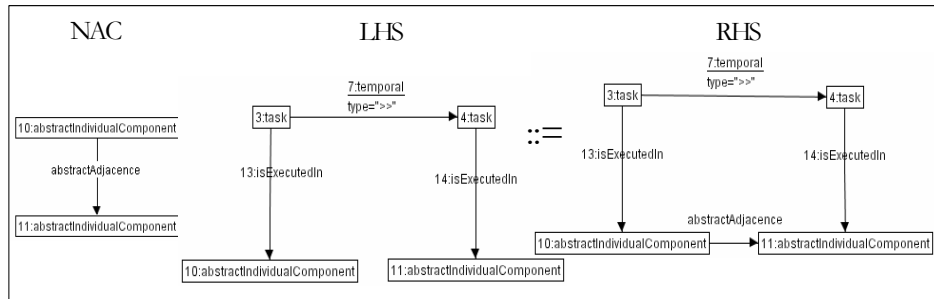 NAC
LHS
RHS
10:abstractIndividualComponent
abstractAdjacence
11:abstractIndividualComponent
7:temporal
type=">>"
3:task
4:task
13:isExecutedIn
14:isExecutedIn
10:abstractIndividualComponent
11:abstractIndividualComponent
::=
7:temporal
type=">>"
3:task
4:task
13:isExecutedIn
14:isExecutedIn
abstractAdjacence
10:abstractIndividualComponent
11:abstractIndividualComponent